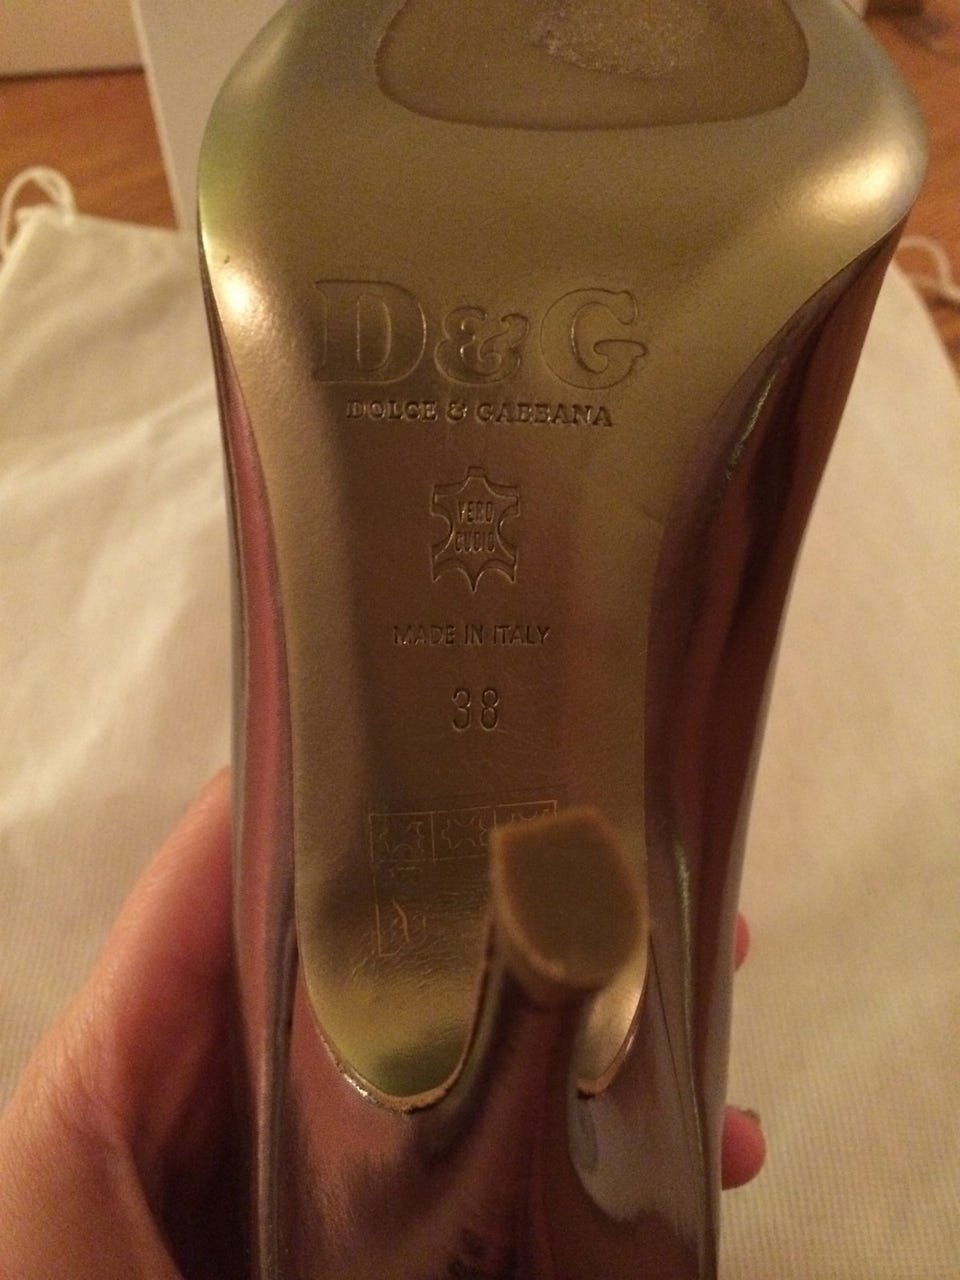 D&G
DOLCE & GABBANA
VERO
CUOIO
MADE IN ITALY
38